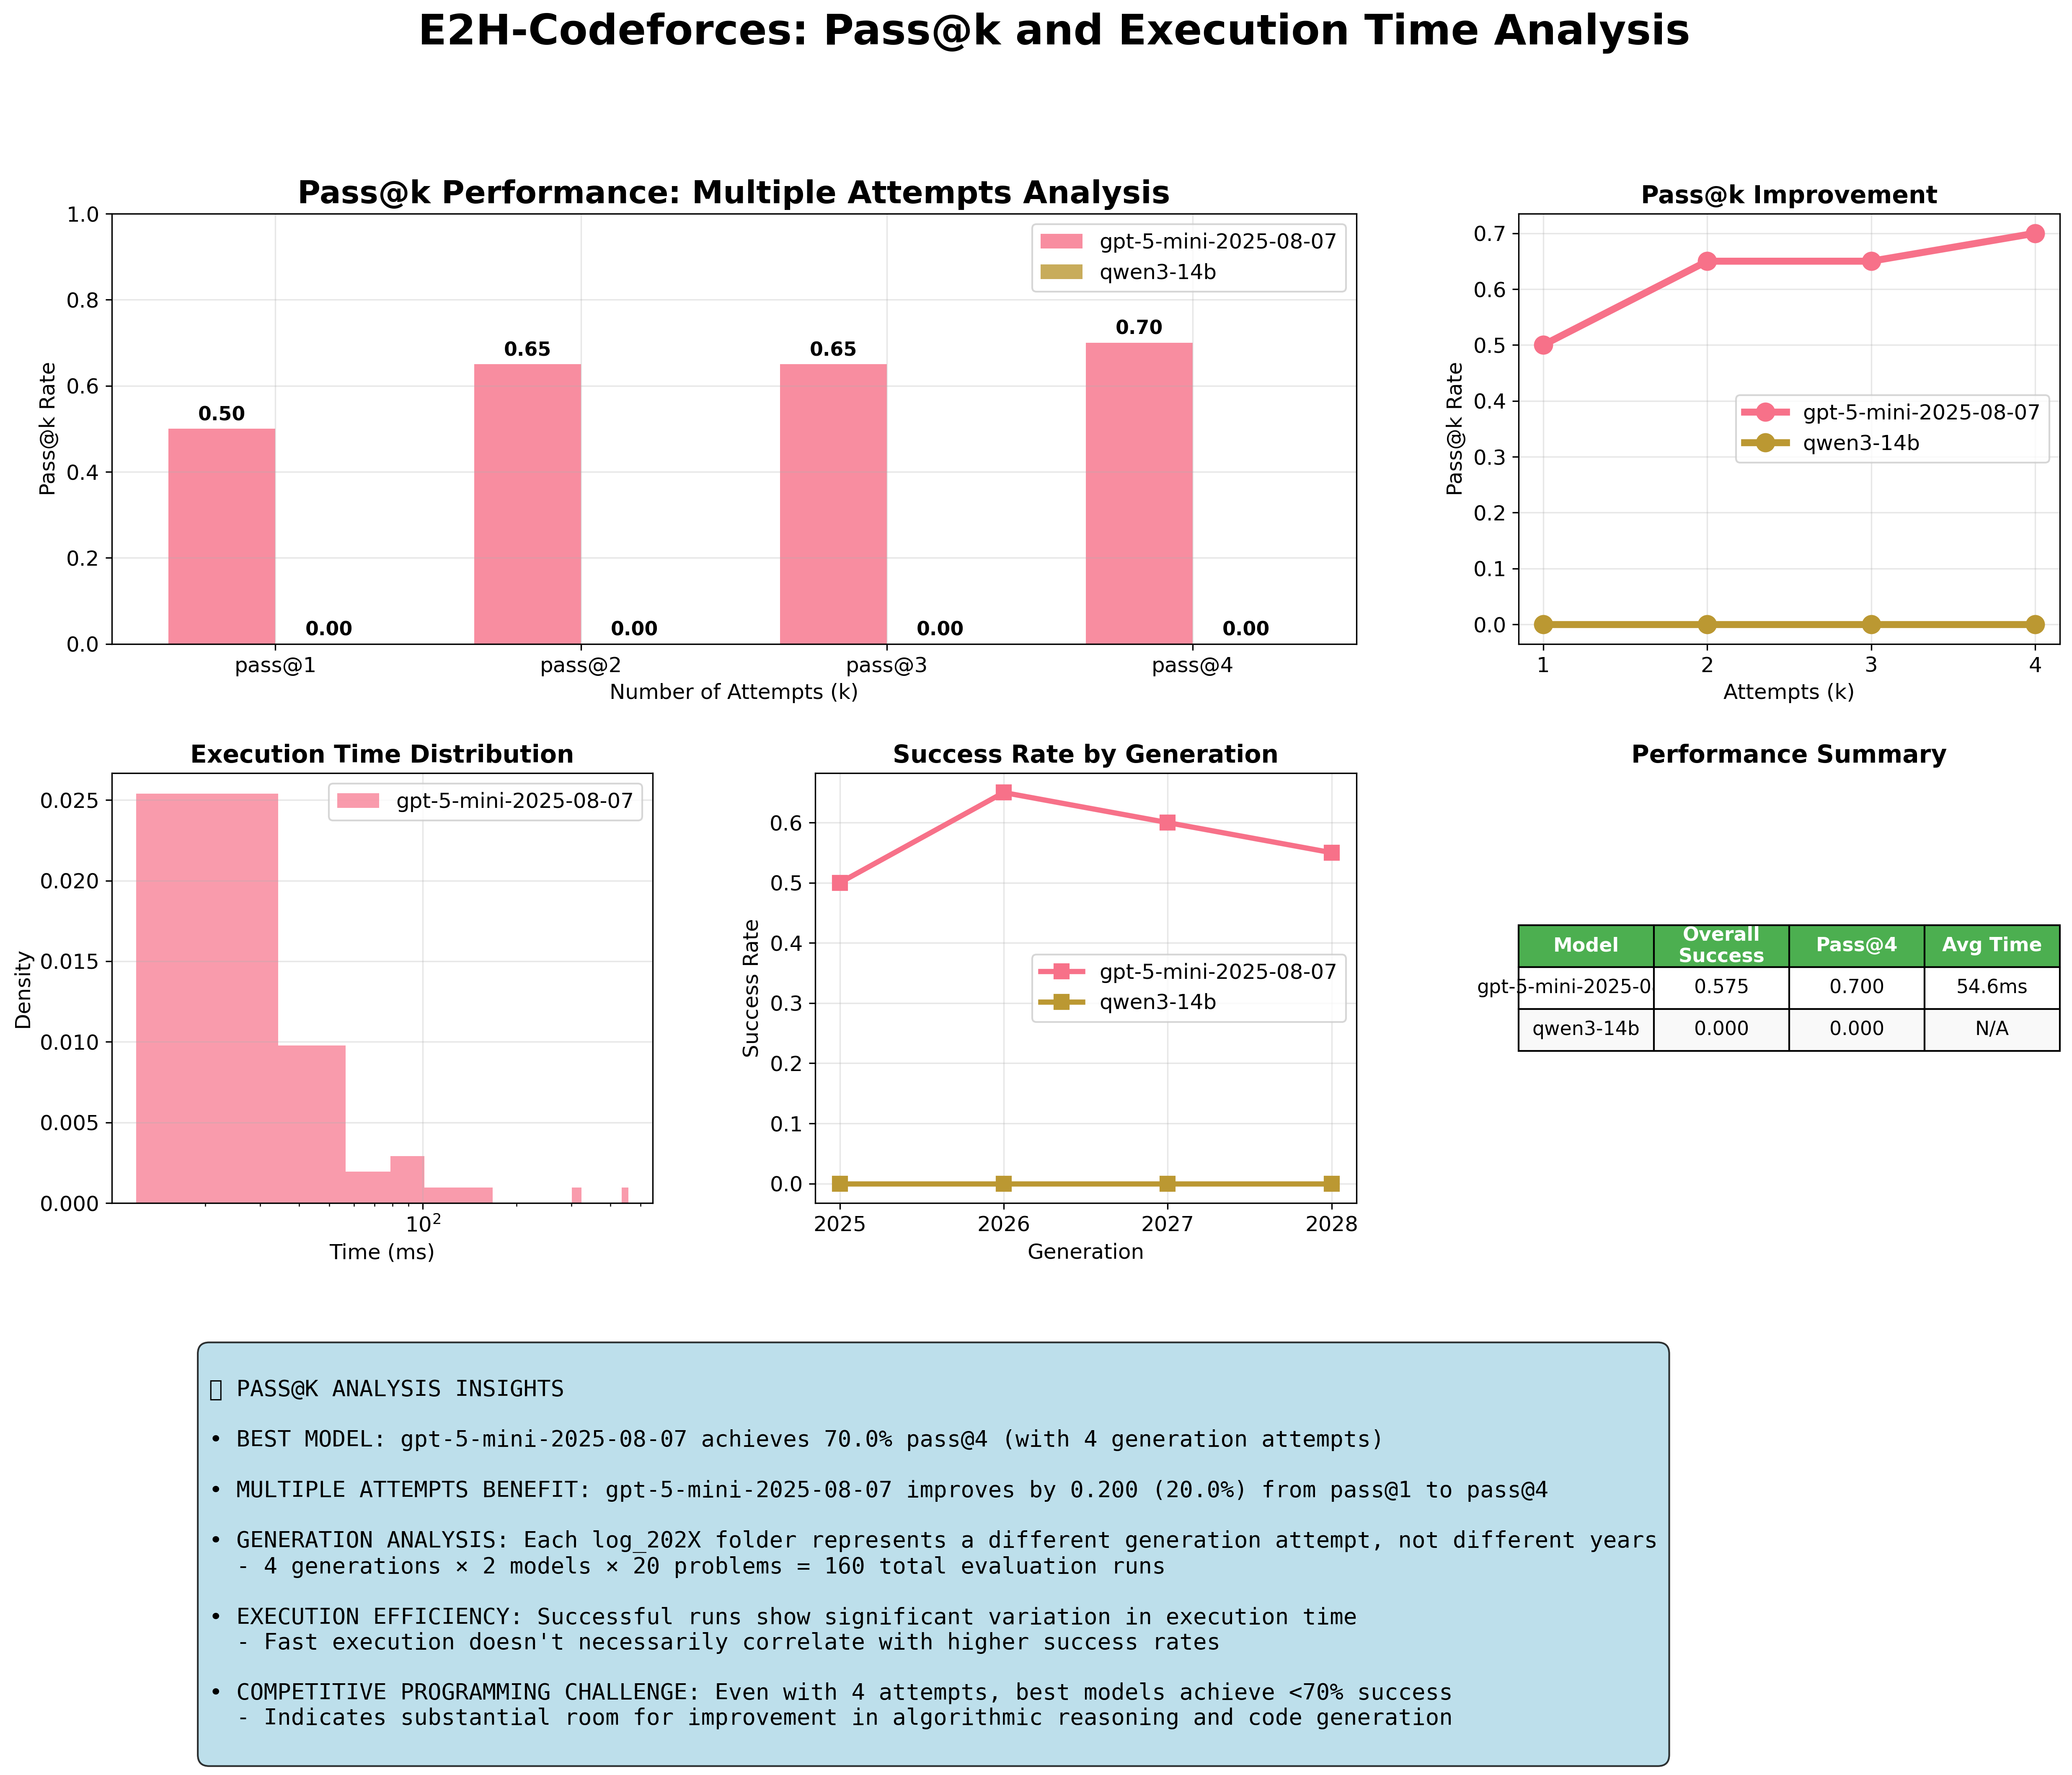 E2H-Codeforces: Pass@k and Execution Time Analysis
Pass@k Performance: Multiple Attempts Analysis
1.0
0.8
0.6
0.4
0.2
0.0
Pass@k Rate
gpt-5-mini-2025-08-07
qwen3-14b
0.50
0.00
0.65
0.00
0.65
0.00
0.70
0.00
pass@1
pass@2
pass@3
pass@4
Number of Attempts (k)
Pass@k Improvement
0.7
0.6
0.5
0.4
0.3
0.2
0.1
0.0
Pass@k Rate
gpt-5-mini-2025-08-07
qwen3-14b
1
2
3
4
Attempts (k)
Execution Time Distribution
0.025
0.020
0.015
0.010
0.005
0.000
Density
gpt-5-mini-2025-08-07
10²
Time (ms)
Success Rate by Generation
0.6
0.5
0.4
0.3
0.2
0.1
0.0
Success Rate
gpt-5-mini-2025-08-07
qwen3-14b
2025
2026
2027
2028
Generation
Performance Summary
Model Overall Success Pass@4 Avg Time
gpt-5-mini-2025-0 0.575 0.700 54.6ms
qwen3-14b 0.000 0.000 N/A
PASS@K ANALYSIS INSIGHTS
• BEST MODEL: gpt-5-mini-2025-08-07 achieves 70.0% pass@4 (with 4 generation attempts)
• MULTIPLE ATTEMPTS BENEFIT: gpt-5-mini-2025-08-07 improves by 0.200 (20.0%) from pass@1 to pass@4
• GENERATION ANALYSIS: Each log_202X folder represents a different generation attempt, not different years
- 4 generations × 2 models × 20 problems = 160 total evaluation runs
• EXECUTION EFFICIENCY: Successful runs show significant variation in execution time
- Fast execution doesn't necessarily correlate with higher success rates
• COMPETITIVE PROGRAMMING CHALLENGE: Even with 4 attempts, best models achieve <70% success
- Indicates substantial room for improvement in algorithmic reasoning and code generation